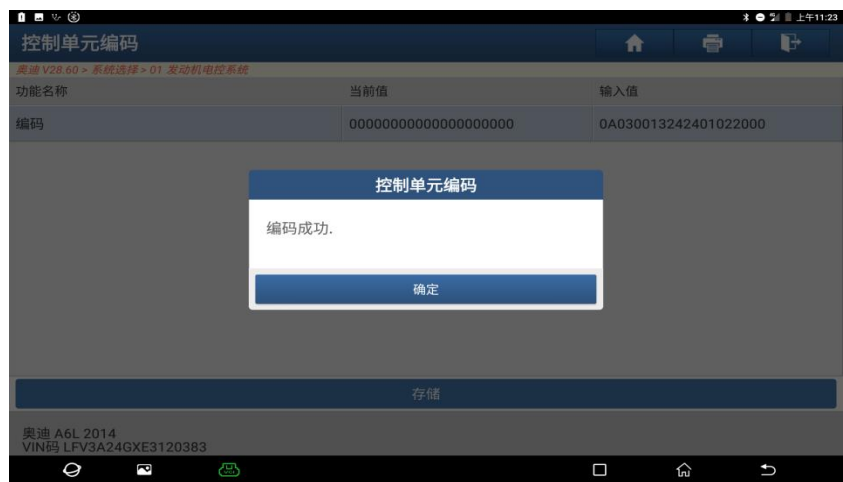 上午11:23
控制单元编码
奥迪 V28.60 > 系统选择 > 01 发动机电控系统
功能名称 当前值 输入值
编码 00000000000000000000 0A030013242401022000
控制单元编码
编码成功.
确定
存储
奥迪 A6L 2014
VIN码 LFV3A24GXE3120383